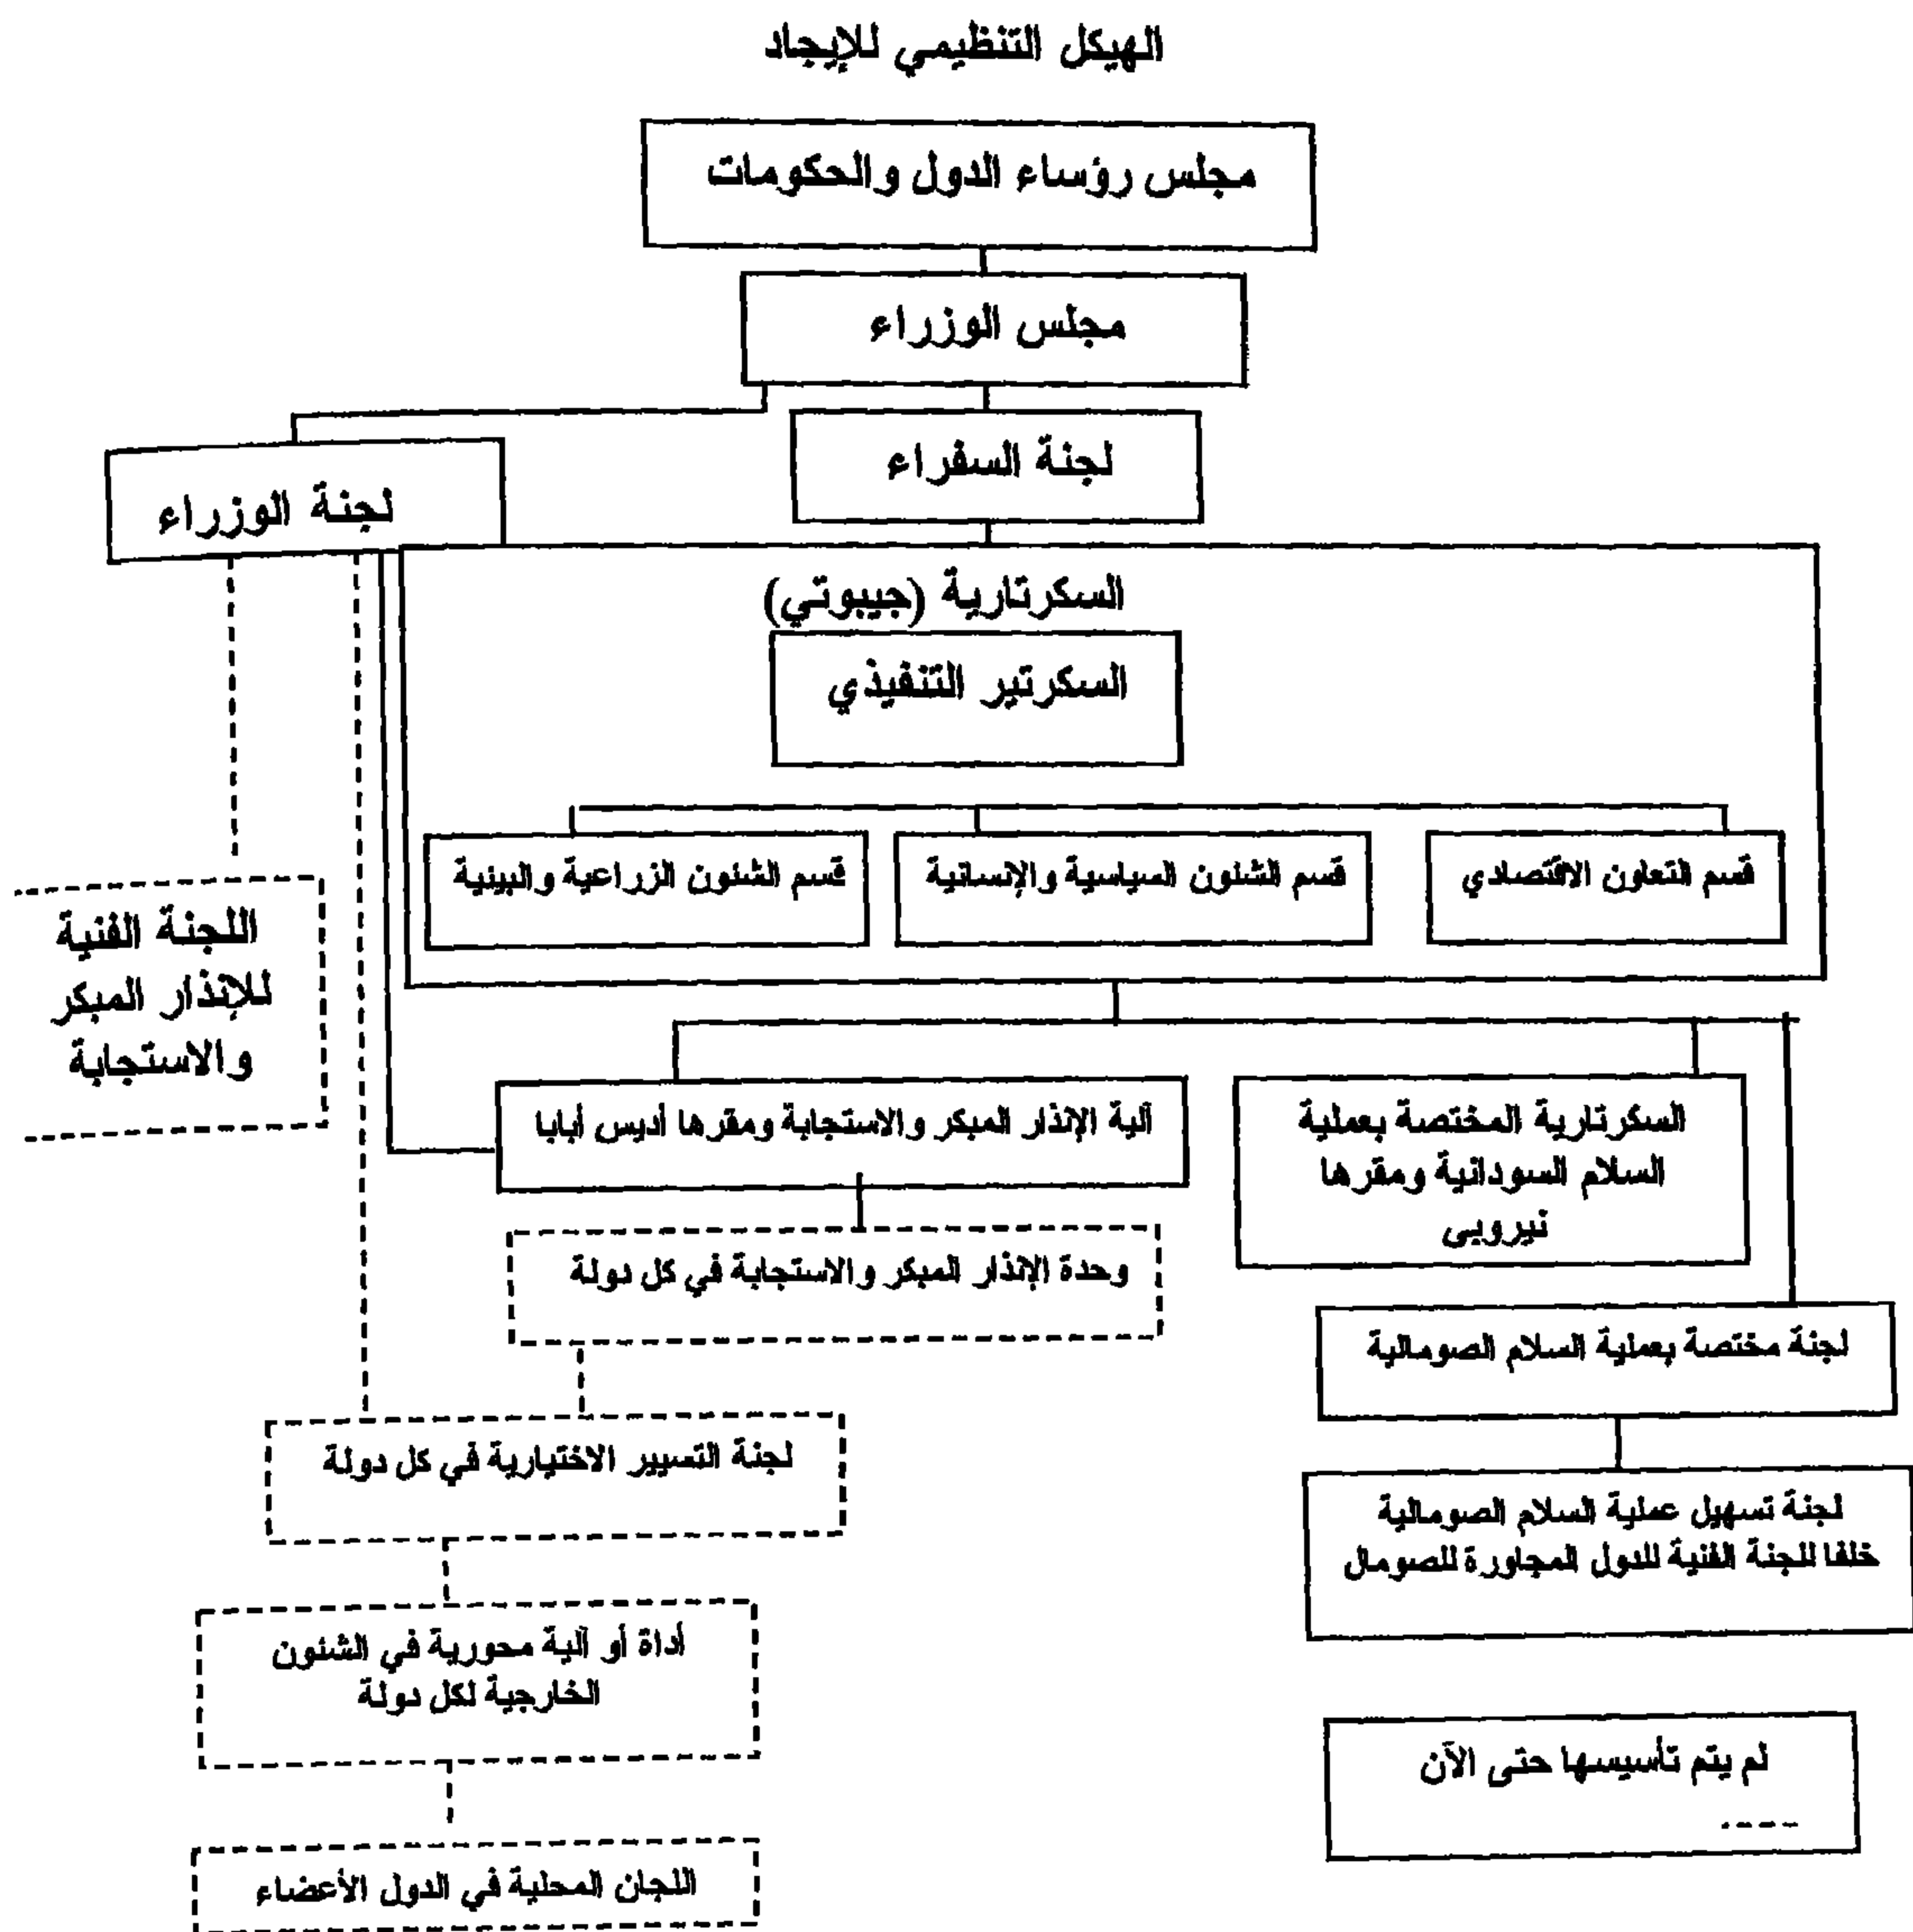 الهيكل التنظيمي للإيجاد
مجلس رؤساء الدول والحكومات
مجلس الوزراء
لجنة السفراء
لجنة الوزراء
السكرتارية (جيبوتي)
السكرتير التنفيذي
قسم التعاون الاقتصادي
قسم الشئون السياسية والإنسانية
قسم الشئون الزراعية والبيئية
اللجنة الفنية
للإنذار المبكر
والاستجابة
السكرتارية المختصة بعملية
السلام السودانية ومقرها
نيروبى
آلية الإنذار المبكر والاستجابة ومقرها أديس أبابا
وحدة الإنذار المبكر والاستجابة في كل دولة
لجنة مختصة بعملية السلام الصومالية
لجنة التسيير الاختيارية في كل دولة
لجنة تسهيل عملية السلام الصومالية
خلفا للجنة الفنية للدول المجاورة للصومال
أداة أو آلية محورية في الشئون
الخارجية لكل دولة
لم يتم تأسيسها حتى الآن
اللجان المحلية في الدول الأعضاء